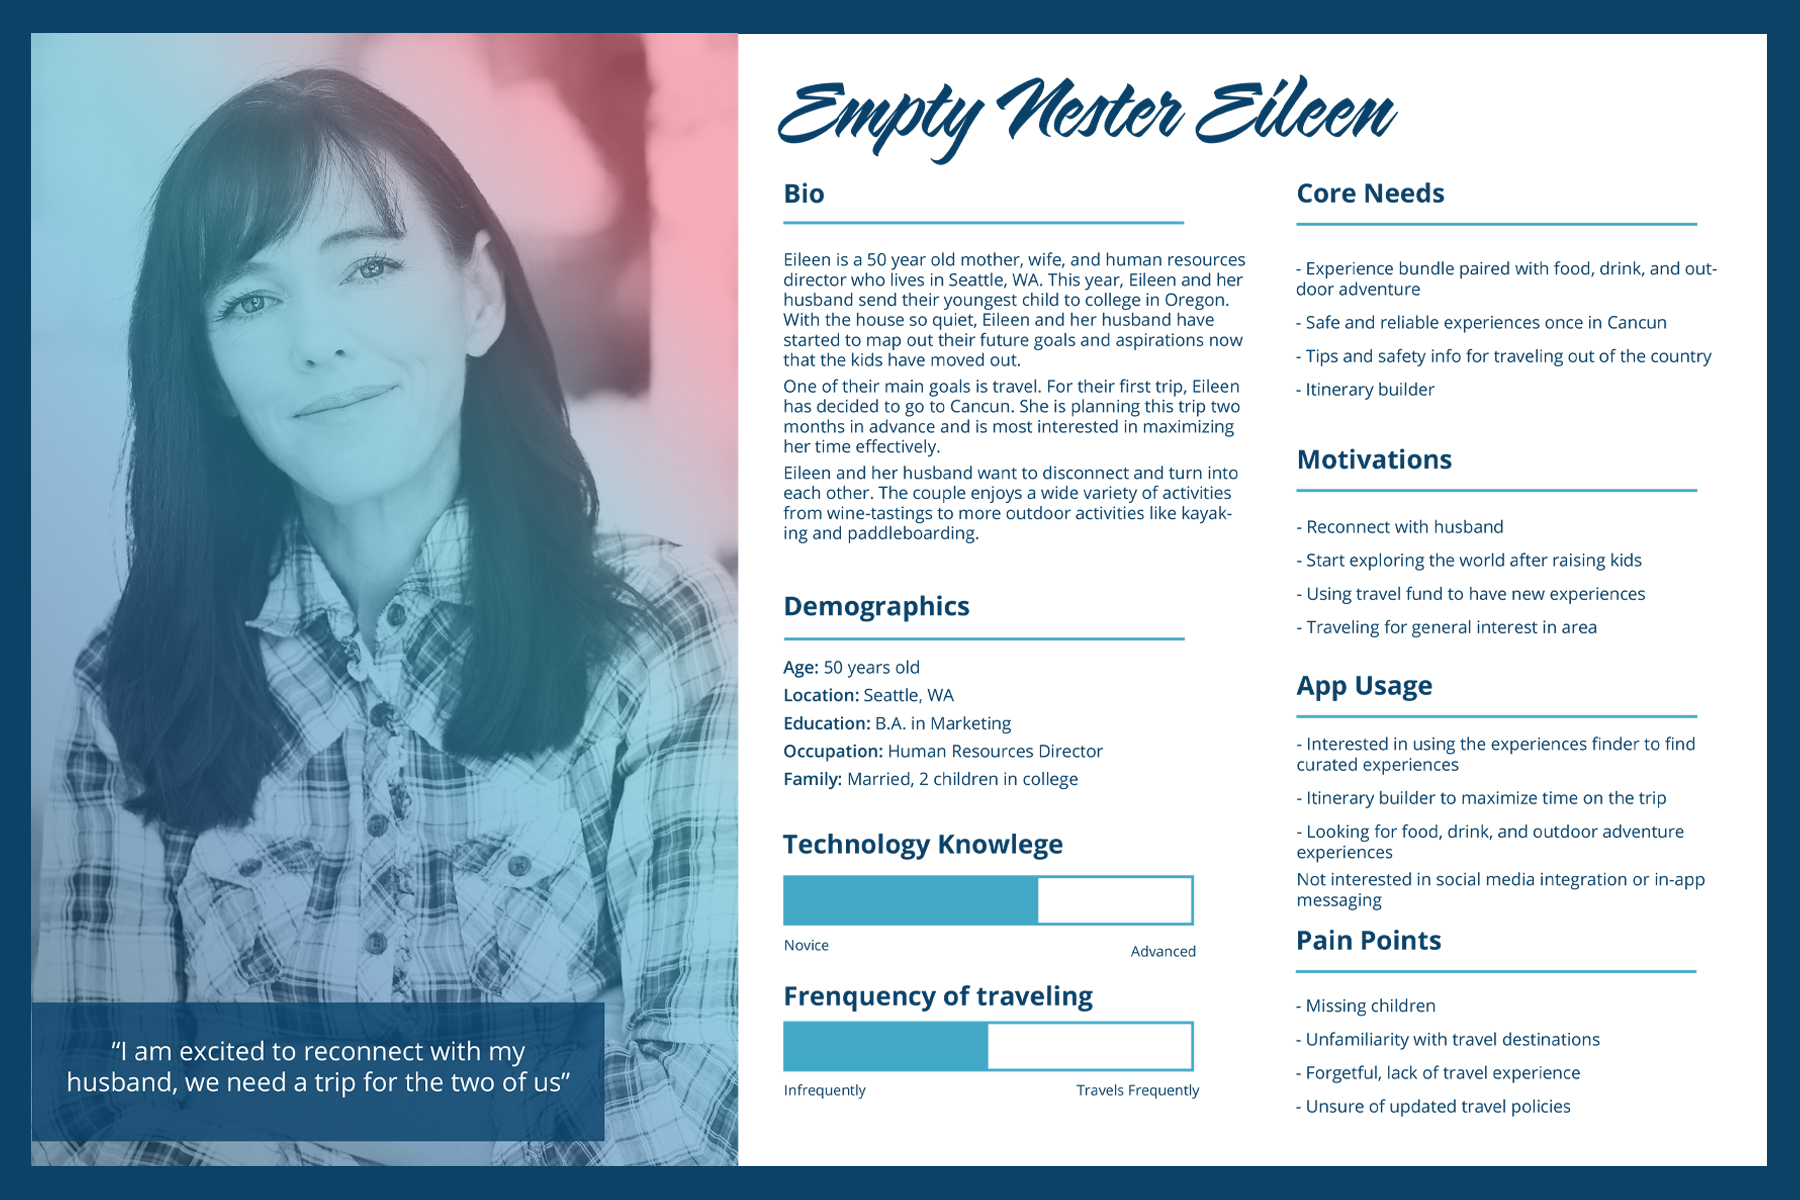 Empty Nester Eileen
Bio
Eileen is a 50 year old mother, wife, and human resources
director who lives in Seattle, WA. This year, Eileen and her
husband send their youngest child to college in Oregon.
With the house so quiet, Eileen and her husband have
started to map out their future goals and aspirations now
that the kids have moved out.
One of their main goals is travel. For their first trip, Eileen
has decided to go to Cancun. She is planning this trip two
months in advance and is most interested in maximizing
her time effectively.
Eileen and her husband want to disconnect and turn into
each other. The couple enjoys a wide variety of activities
from wine-tastings to more outdoor activities like kayak-
ing and paddleboarding.
Demographics
Age: 50 years old
Location: Seattle, WA
Education: B.A. in Marketing
Occupation: Human Resources Director
Family: Married, 2 children in college
Technology Knowlege
Novice
Advanced
Frenquency of traveling
Infrequently
Travels Frequently
Core Needs
- Experience bundle paired with food, drink, and out-
door adventure
- Safe and reliable experiences once in Cancun
- Tips and safety info for traveling out of the country
- Itinerary builder
Motivations
- Reconnect with husband
- Start exploring the world after raising kids
- Using travel fund to have new experiences
- Traveling for general interest in area
App Usage
- Interested in using the experiences finder to find
curated experiences
- Itinerary builder to maximize time on the trip
- Looking for food, drink, and outdoor adventure
experiences
Not interested in social media integration or in-app
messaging
Pain Points
- Missing children
- Unfamiliarity with travel destinations
- Forgetful, lack of travel experience
- Unsure of updated travel policies
“I am excited to reconnect with my
husband, we need a trip for the two of us”